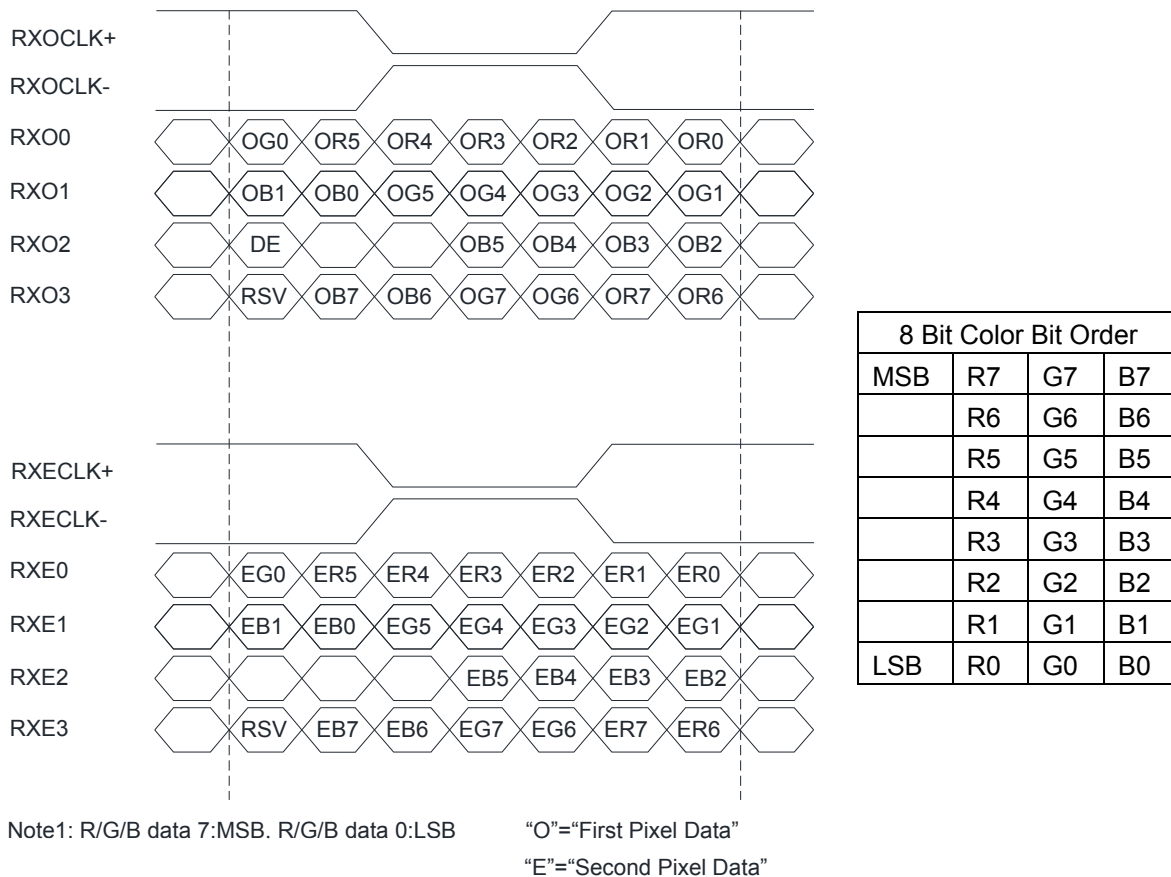 RXOCLK+
RXOCLK-
RXO0 OG0 OR5 OR4 OR3 OR2 OR1 OR0
RXO1 OB1 OB0 OG5 OG4 OG3 OG2 OG1
RXO2 DE OB5 OB4 OB3 OB2
RXO3 RSV OB7 OB6 OG7 OG6 OR7 OR6
RXECLK+
RXECLK-
RXE0 EG0 ER5 ER4 ER3 ER2 ER1 ER0
RXE1 EB1 EB0 EG5 EG4 EG3 EG2 EG1
RXE2 EB5 EB4 EB3 EB2
RXE3 RSV EB7 EB6 EG7 EG6 ER7 ER6
8 Bit Color Bit Order
MSB R7 G7 B7
R6 G6 B6
R5 G5 B5
R4 G4 B4
R3 G3 B3
R2 G2 B2
R1 G1 B1
LSB R0 G0 B0
Note1: R/G/B data 7:MSB. R/G/B data 0:LSB “O”=“First Pixel Data”
“E”=“Second Pixel Data”